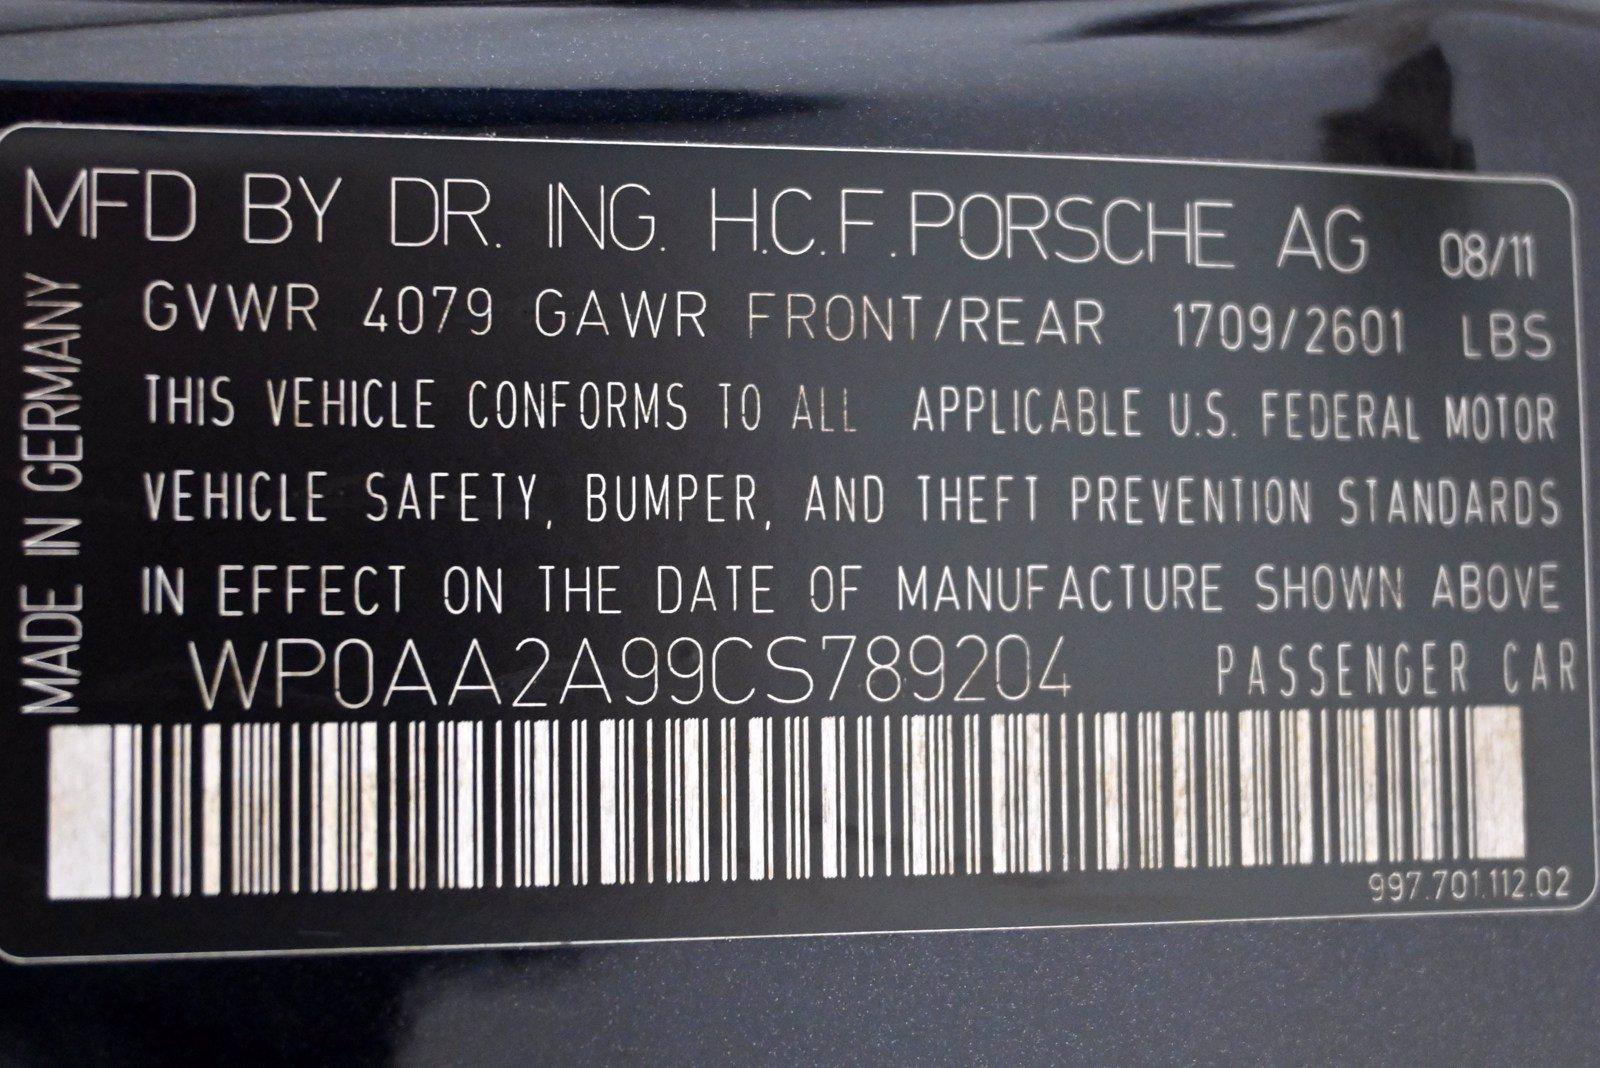 MFD BY DR. ING. H.C.F.PORSCHE AG 08/11
MADE IN GERMANY
GVWR 4079 GAWR FRONT/REAR 1709/2601 LBS
THIS VEHICLE CONFORMS TO ALL APPLICABLE U.S. FEDERAL MOTOR
VEHICLE SAFETY, BUMPER, AND THEFT PREVENTION STANDARDS
IN EFFECT ON THE DATE OF MANUFACTURE SHOWN ABOVE
WP0AA2A99CS789204 PASSENGER CAR
997.701.112.02